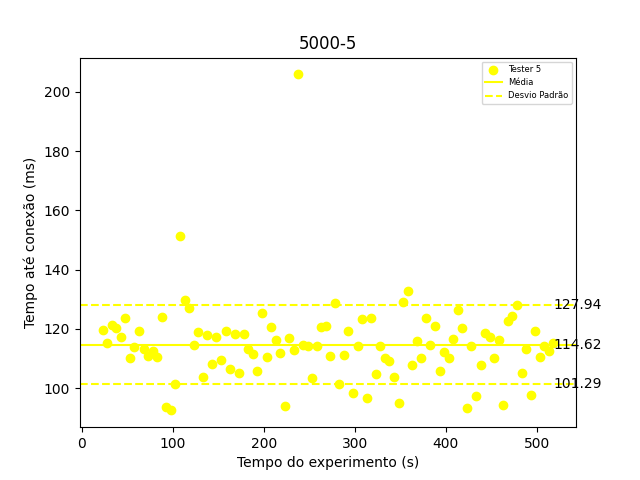 5000-5
Tempo até conexão (ms)
200
180
160
140
120
100
Tester 5
Média
Desvio Padrão
127.94
114.62
101.29
0 100 200 300 400 500
Tempo do experimento (s)